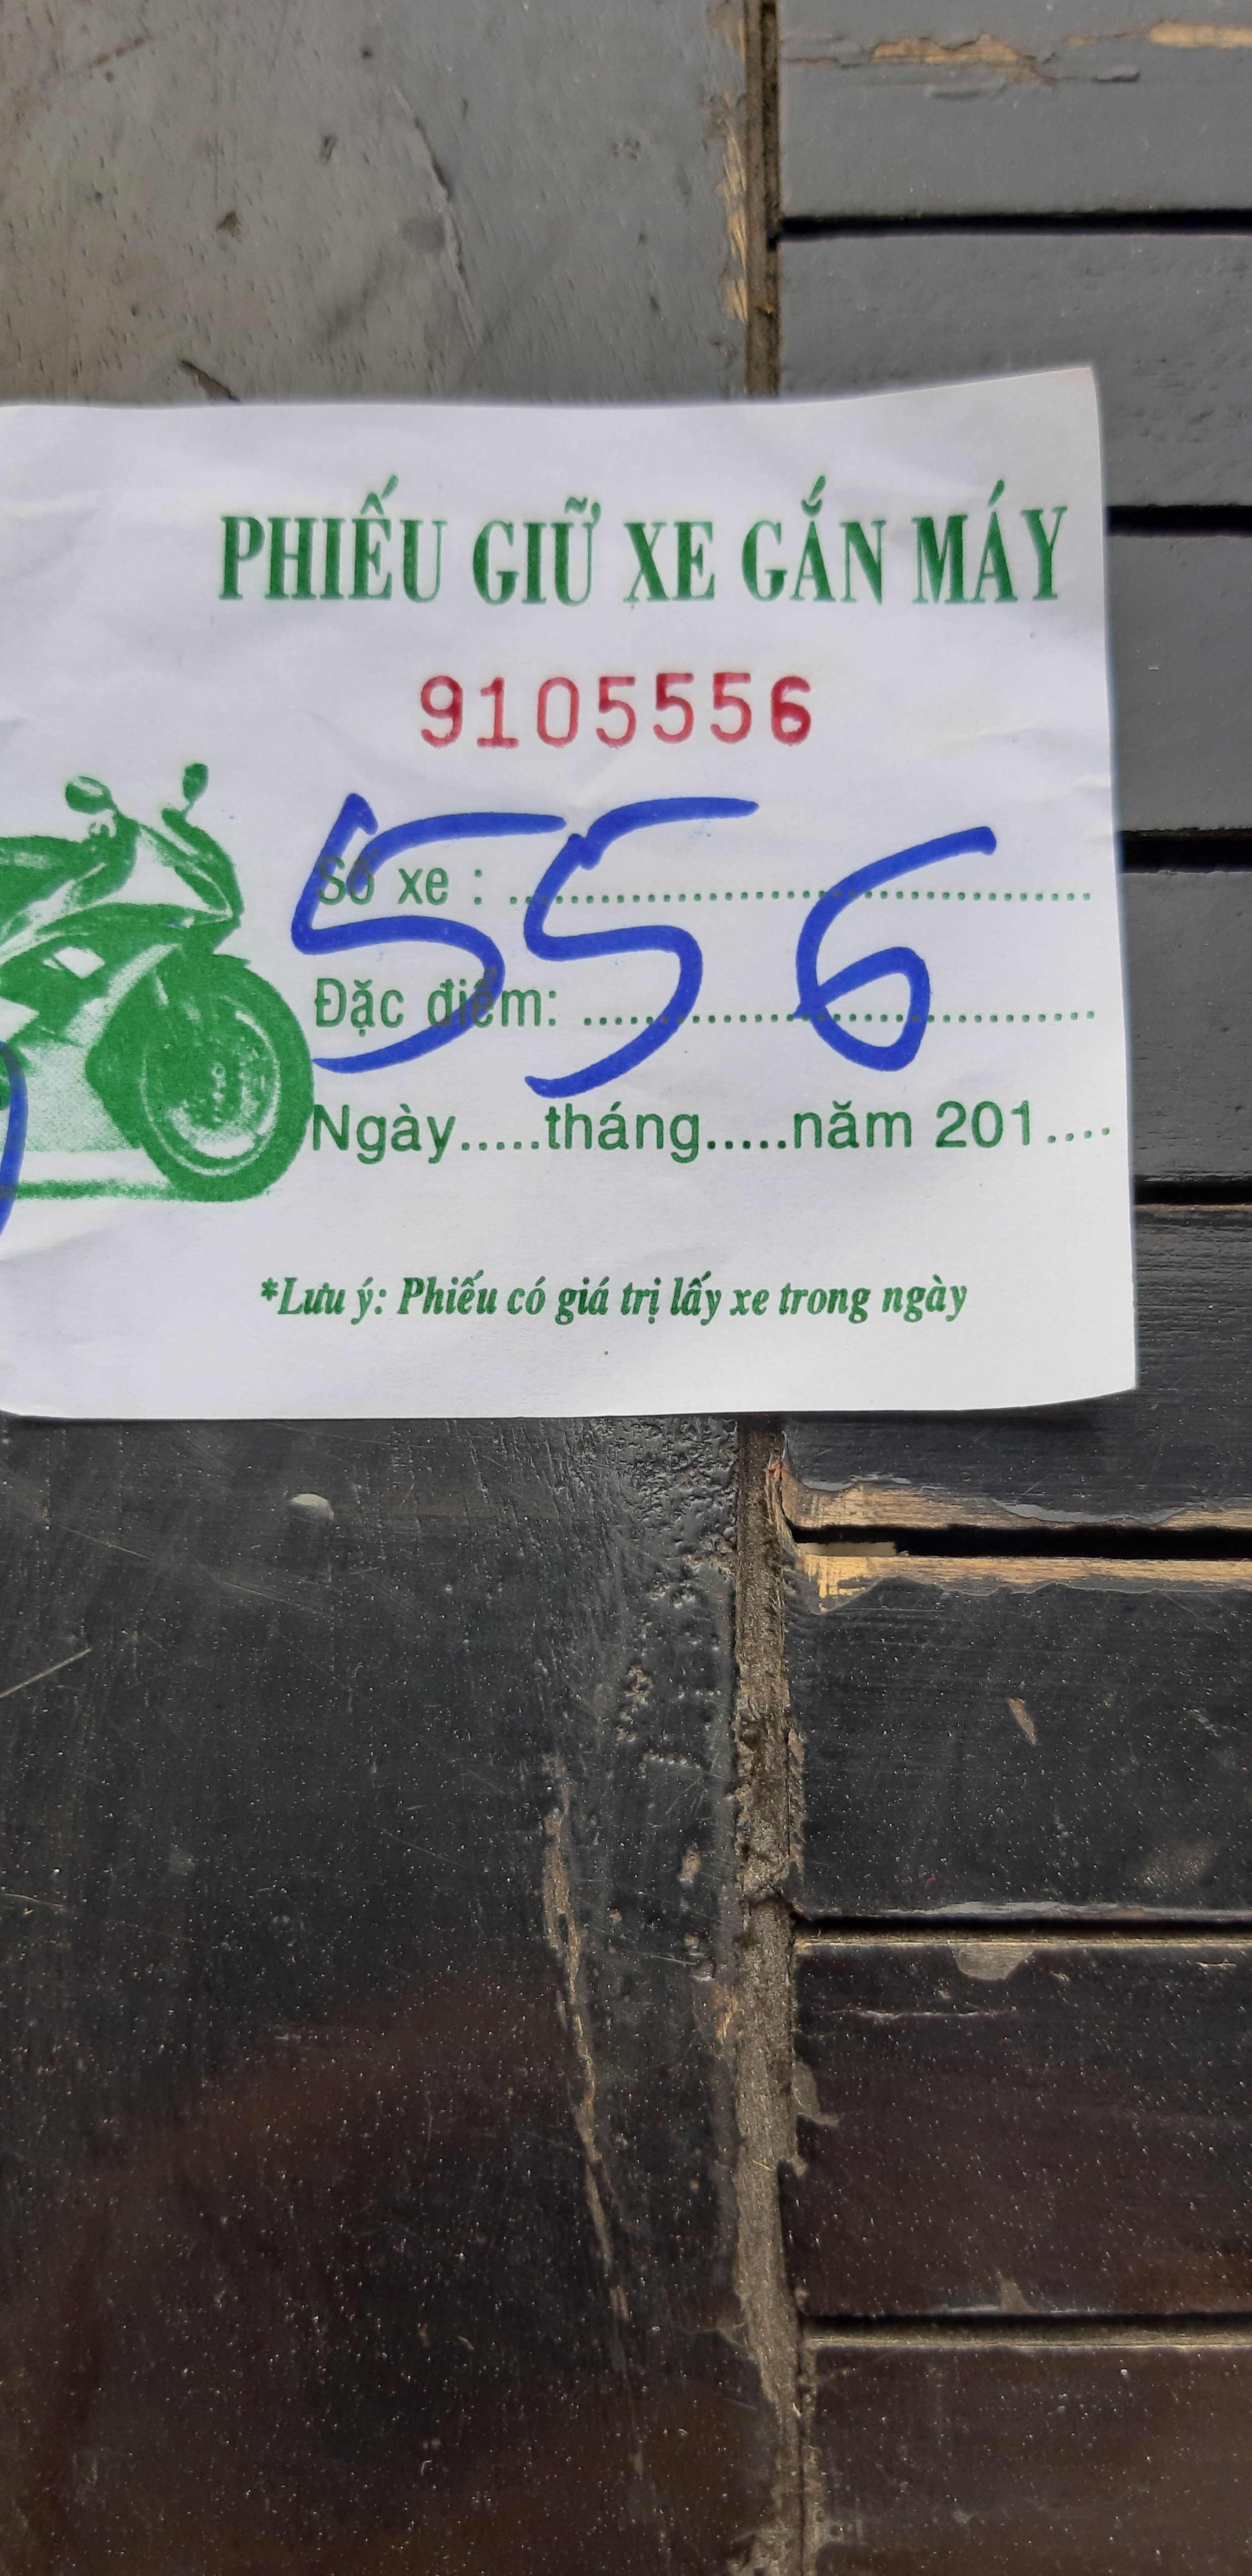 PHIẾU GIỮ XE GẮN MÁY
9105556
556
Số xe : ........................................
Đặc điểm: ...................................
Ngày.....tháng.....năm 201....
*Lưu ý: Phiếu có giá trị lấy xe trong ngày